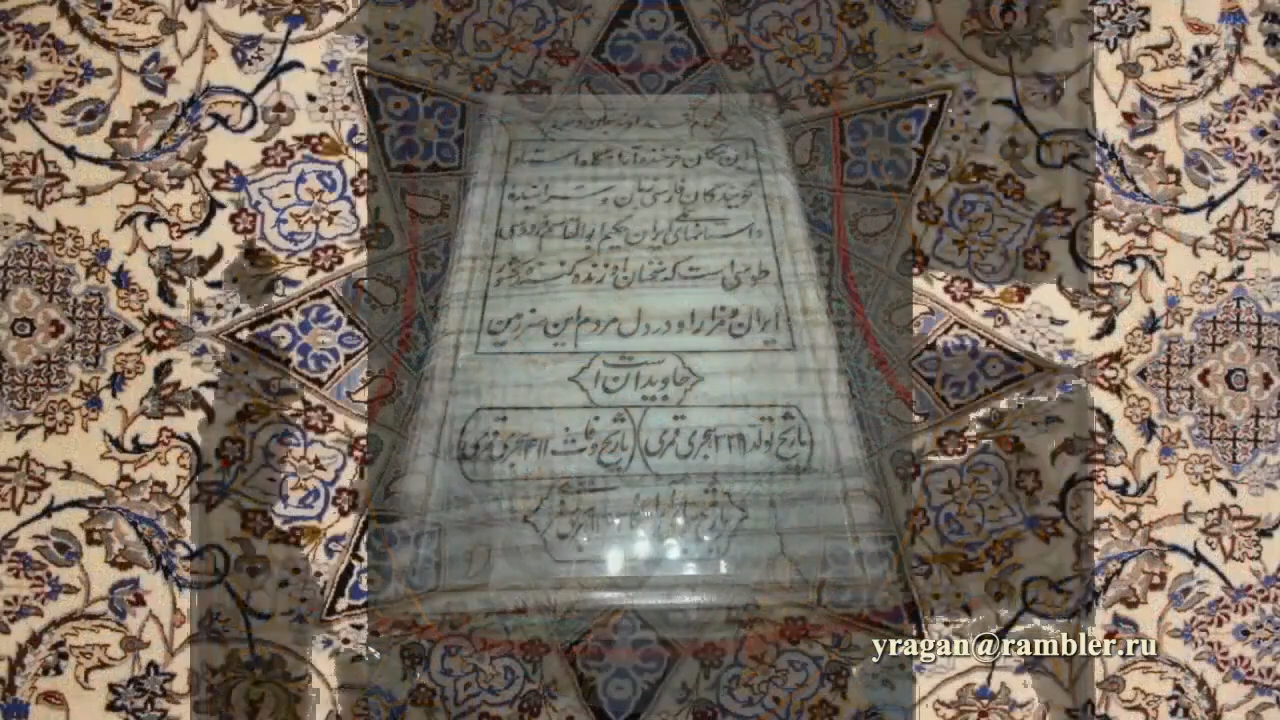 این مکان فرخنده آرامگاه استاد
گویندگان فارسی زبان و سراینده
داستانهای ملی ایران حکیم ابوالقاسم فردوسی
طوسی است که سخنان او زنده کننده کشور
ایران و مزار او در دل مردم این سرزمین
جاویدان است
تاریخ تولد ۳۲۳ هجری قمری تاریخ وفات ۴۱۱ هجری قمری
yragan@rambler.ru